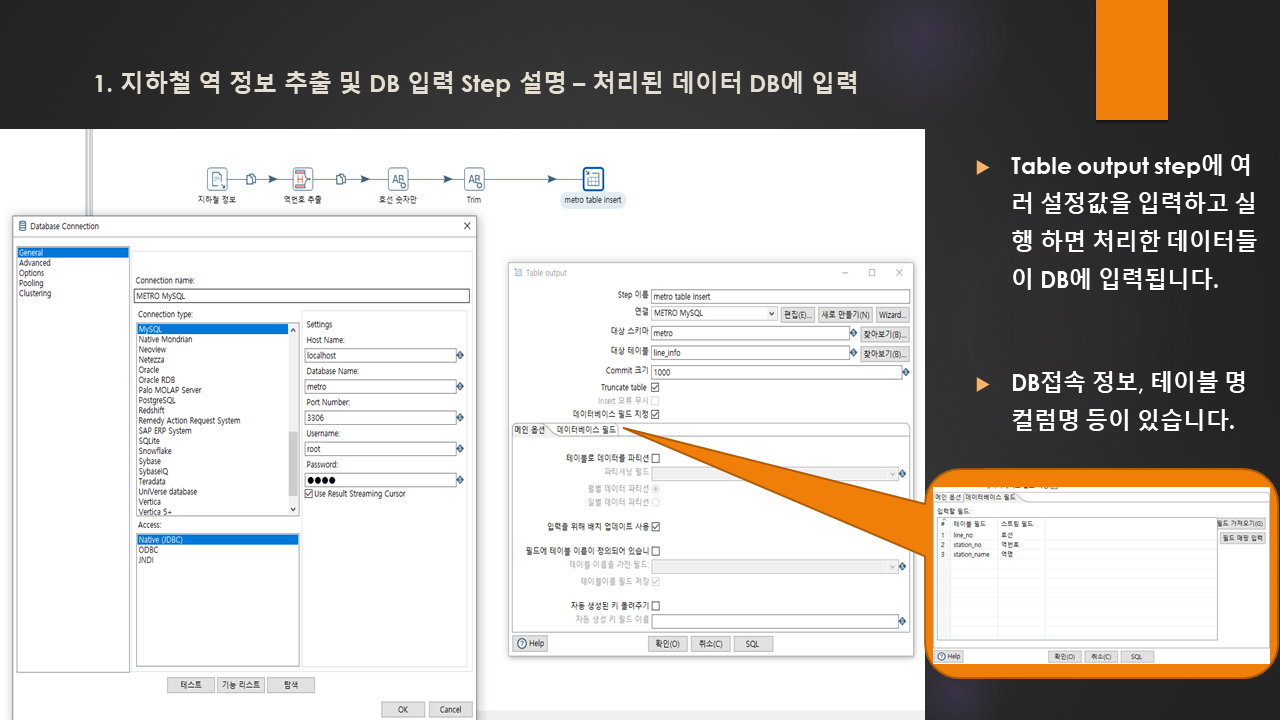 1. 지하철 역 정보 추출 및 DB 입력 Step 설명 – 처리된 데이터 DB에 입력
지하철 정보
역번호 추출
호선 숫자만
Trim
metro table insert
Database Connection
General
Advanced
Options
Pooling
Clustering
Connection name:
METRO MySQL
Connection type:
MySQL
Native Mondrian
Neoview
Netezza
Oracle
Oracle RDB
Palo MOLAP Server
PostgreSQL
Redshift
Remedy Action Request System
SAP ERP System
SQLite
Snowflake
Sybase
SybaseIQ
Teradata
UniVerse database
Vertica
Vertica 5+
Access:
Native (JDBC)
ODBC
JNDI
Settings
Host Name:
localhost
Database Name:
metro
Port Number:
3306
Username:
root
Password:
●●●●
Use Result Streaming Cursor
테스트
기능 리스트
탐색
OK
Cancel
Table output
Step 이름 metro table insert
연결 METRO MySQL 편집(E)... 새로 만들기(N) Wizard...
대상 스키마 metro 찾아보기(B)...
대상 테이블 line_info 찾아보기(B)...
Commit 크기 1000
Truncate table
Insert 오류 무시
데이터베이스 필드 지정
메인 옵션 데이터베이스 필드
테이블로 데이터를 파티션
파티셔닝 필드
월별 데이터 파티션
일별 데이터 파티션
입력을 위해 배치 업데이트 사용
필드에 테이블 이름이 정의되어 있습니
테이블 이름을 가진 필드:
테이블이름 필드 저장
자동 생성된 키 돌려주기
자동 생성 키 필드 이름
Help 확인(O) 취소(C) SQL
Table output step에 여
러 설정값을 입력하고 실
행 하면 처리한 데이터들
이 DB에 입력됩니다.
DB접속 정보, 테이블 명
컬럼명 등이 있습니다.
메인 옵션 데이터베이스 필드
입력할 필드:
# 테이블 필드 스트림 필드
1 line_no 호선
2 station_no 역번호
3 station_name 역명
필드 가져오기(G)
필드 매핑 입력
Help 확인(O) 취소(C) SQL